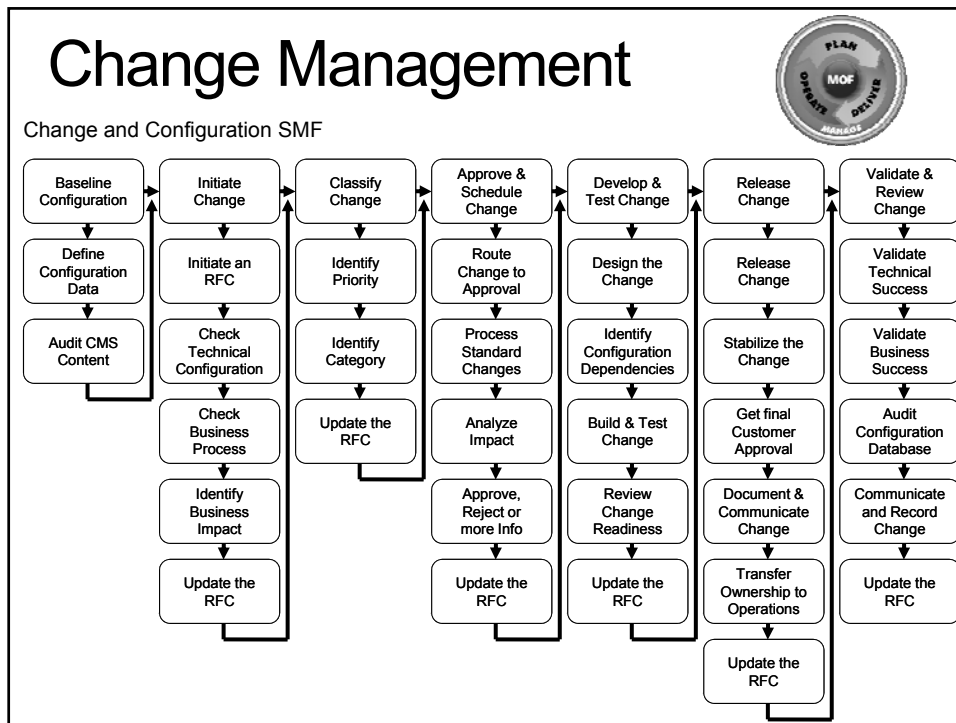 Change Management
PLAN
DELIVER
OPERATE
MOF
MANAGE
Change and Configuration SMF
Baseline
Configuration
Define
Configuration
Data
Audit CMS
Content
Initiate
Change
Initiate an
RFC
Check
Technical
Configuration
Check
Business
Process
Identify
Business
Impact
Update the
RFC
Classify
Change
Identify
Priority
Identify
Category
Update the
RFC
Approve &
Schedule
Change
Route
Change to
Approval
Process
Standard
Changes
Analyze
Impact
Approve,
Reject or
more Info
Update the
RFC
Develop &
Test Change
Design the
Change
Identify
Configuration
Dependencies
Build & Test
Change
Review
Change
Readiness
Update the
RFC
Release
Change
Release
Change
Stabilize the
Change
Get final
Customer
Approval
Document &
Communicate
Change
Transfer
Ownership to
Operations
Update the
RFC
Validate &
Review
Change
Validate
Technical
Success
Validate
Business
Success
Audit
Configuration
Database
Communicate
and Record
Change
Update the
RFC